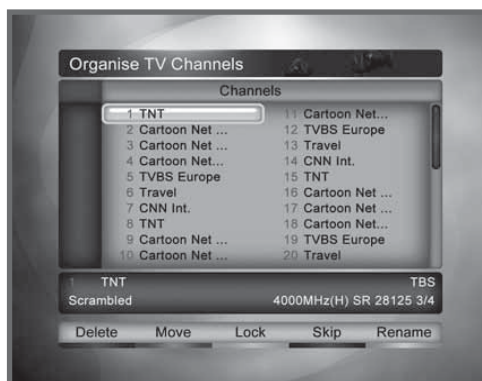 Organise TV Channels
Channels
1 TNT
2 Cartoon Net ...
3 Cartoon Net ...
4 Cartoon Net...
5 TVBS Europe
6 Travel
7 CNN Int.
8 TNT
9 Cartoon Net ...
10 Cartoon Net ...
11 Cartoon Net...
12 TVBS Europe
13 Travel
14 CNN Int.
15 TNT
16 Cartoon Net ...
17 Cartoon Net...
18 Cartoon Net ...
19 TVBS Europe
20 Travel
1 TNT TBS
Scrambled 4000MHz(H) SR 28125 3/4
Delete Move Lock Skip Rename